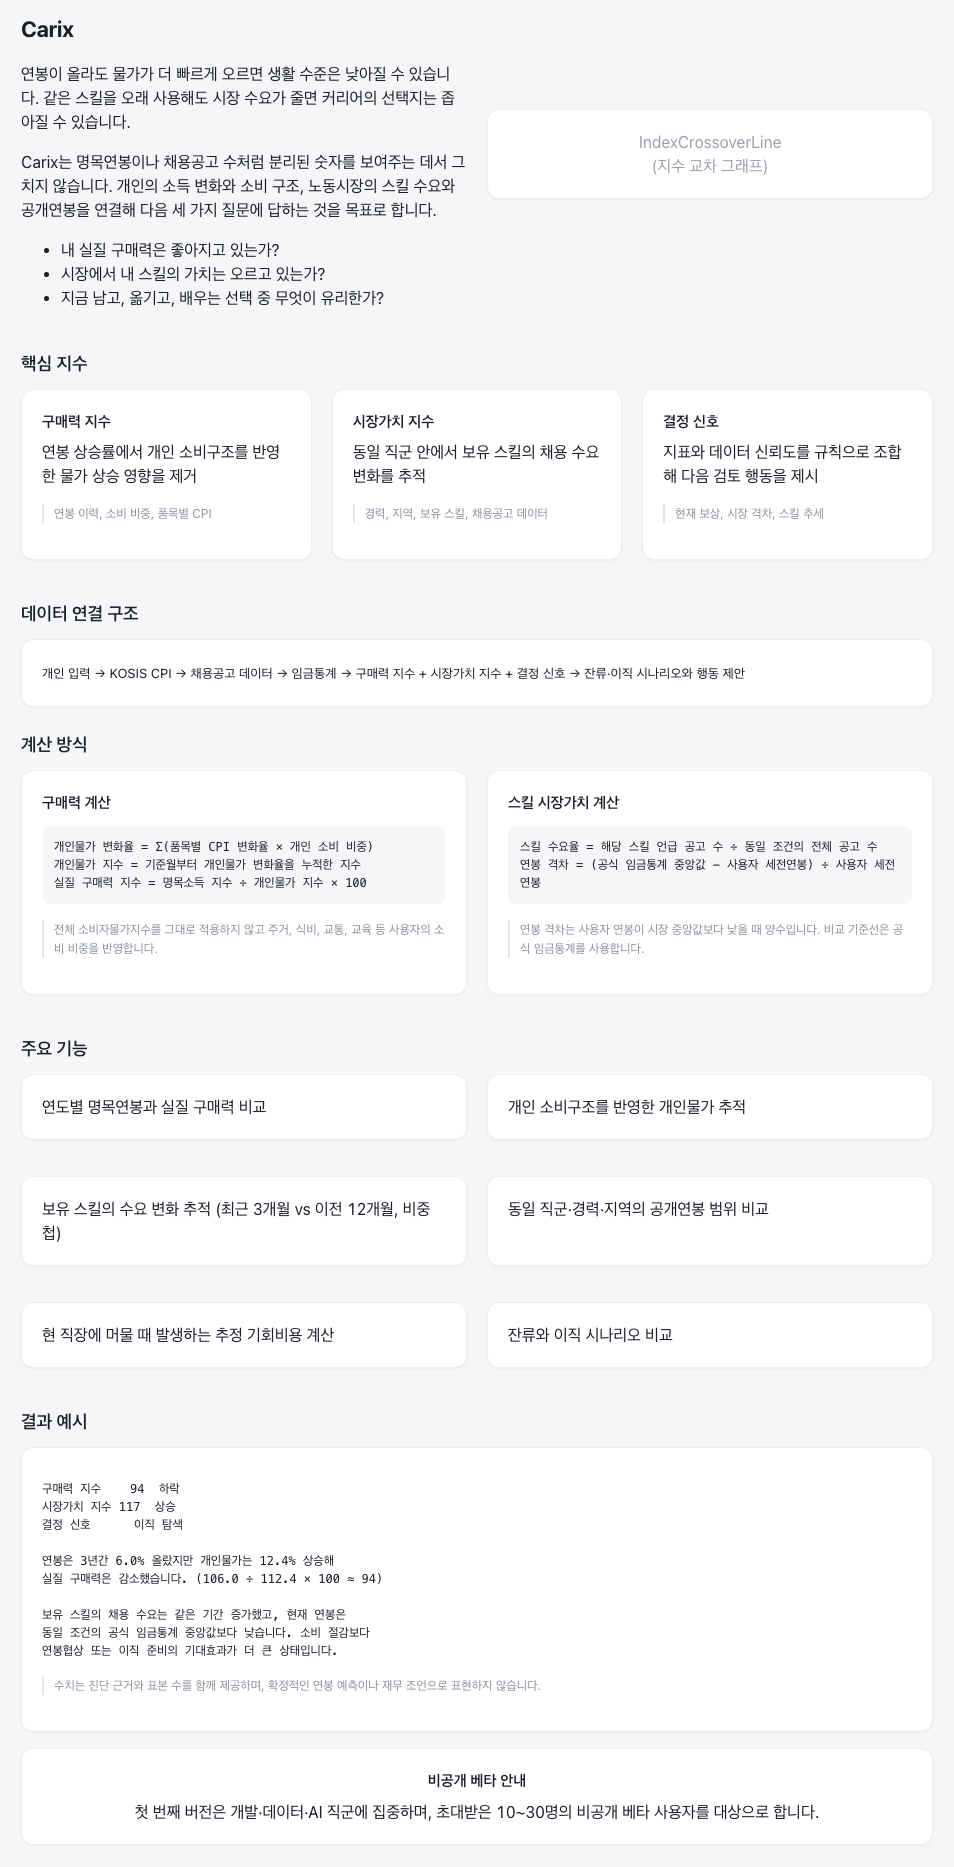 Carix
연봉이 올라도 물가가 더 빠르게 오르면 생활 수준은 낮아질 수 있습니
다. 같은 스킬을 오래 사용해도 시장 수요가 줄면 커리어의 선택지는 좁
아질 수 있습니다.
Carix는 명목연봉이나 채용공고 수처럼 분리된 숫자를 보여주는 데서 그
치지 않습니다. 개인의 소득 변화와 소비 구조, 노동시장의 스킬 수요와
공개연봉을 연결해 다음 세 가지 질문에 답하는 것을 목표로 합니다.
• 내 실질 구매력은 좋아지고 있는가?
• 시장에서 내 스킬의 가치는 오르고 있는가?
• 지금 남고, 옮기고, 배우는 선택 중 무엇이 유리한가?
IndexCrossoverLine
(지수 교차 그래프)
핵심 지수
구매력 지수
연봉 상승률에서 개인 소비구조를 반영
한 물가 상승 영향을 제거
연봉 이력, 소비 비중, 품목별 CPI
시장가치 지수
동일 직군 안에서 보유 스킬의 채용 수요
변화를 추적
경력, 지역, 보유 스킬, 채용공고 데이터
결정 신호
지표와 데이터 신뢰도를 규칙으로 조합
해 다음 검토 행동을 제시
현재 보상, 시장 격차, 스킬 추세
데이터 연결 구조
개인 입력 → KOSIS CPI → 채용공고 데이터 → 임금통계 → 구매력 지수 + 시장가치 지수 + 결정 신호 → 잔류·이직 시나리오와 행동 제안
계산 방식
구매력 계산
개인물가 변화율 = Σ(품목별 CPI 변화율 × 개인 소비 비중)
개인물가 지수 = 기준월부터 개인물가 변화율을 누적한 지수
실질 구매력 지수 = 명목소득 지수 ÷ 개인물가 지수 × 100
전체 소비자물가지수를 그대로 적용하지 않고 주거, 식비, 교통, 교육 등 사용자의 소
비 비중을 반영합니다.
스킬 시장가치 계산
스킬 수요율 = 해당 스킬 언급 공고 수 ÷ 동일 조건의 전체 공고 수
연봉 격차 = (공식 임금통계 중앙값 − 사용자 세전연봉) ÷ 사용자 세전
연봉
연봉 격차는 사용자 연봉이 시장 중앙값보다 낮을 때 양수입니다. 비교 기준선은 공
식 임금통계를 사용합니다.
주요 기능
연도별 명목연봉과 실질 구매력 비교
개인 소비구조를 반영한 개인물가 추적
보유 스킬의 수요 변화 추적 (최근 3개월 vs 이전 12개월, 비중
첩)
동일 직군·경력·지역의 공개연봉 범위 비교
현 직장에 머물 때 발생하는 추정 기회비용 계산
잔류와 이직 시나리오 비교
결과 예시
구매력 지수 94 하락
시장가치 지수 117 상승
결정 신호 이직 탐색
연봉은 3년간 6.0% 올랐지만 개인물가는 12.4% 상승해
실질 구매력은 감소했습니다. (106.0 ÷ 112.4 × 100 ≈ 94)
보유 스킬의 채용 수요는 같은 기간 증가했고, 현재 연봉은
동일 조건의 공식 임금통계 중앙값보다 낮습니다. 소비 절감보다
연봉협상 또는 이직 준비의 기대효과가 더 큰 상태입니다.
수치는 진단 근거와 표본 수를 함께 제공하며, 확정적인 연봉 예측이나 재무 조언으로 표현하지 않습니다.
비공개 베타 안내
첫 번째 버전은 개발·데이터·AI 직군에 집중하며, 초대받은 10~30명의 비공개 베타 사용자를 대상으로 합니다.